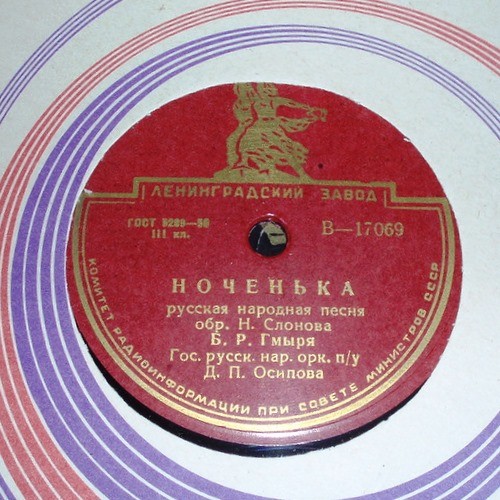 ЛЕНИНГРАДСКИЙ ЗАВОД
ГОСТ 5289—50
III кл.
В—17069
НОЧЕНЬКА
русская народная песня
обр. Н. Слонова
Б. Р. Гмыря
Гос. русск. нар. орк. п/у
Д. П. Осипова
КОМИТЕТ РАДИОИНФОРМАЦИИ ПРИ СОВЕТЕ МИНИСТРОВ СССР